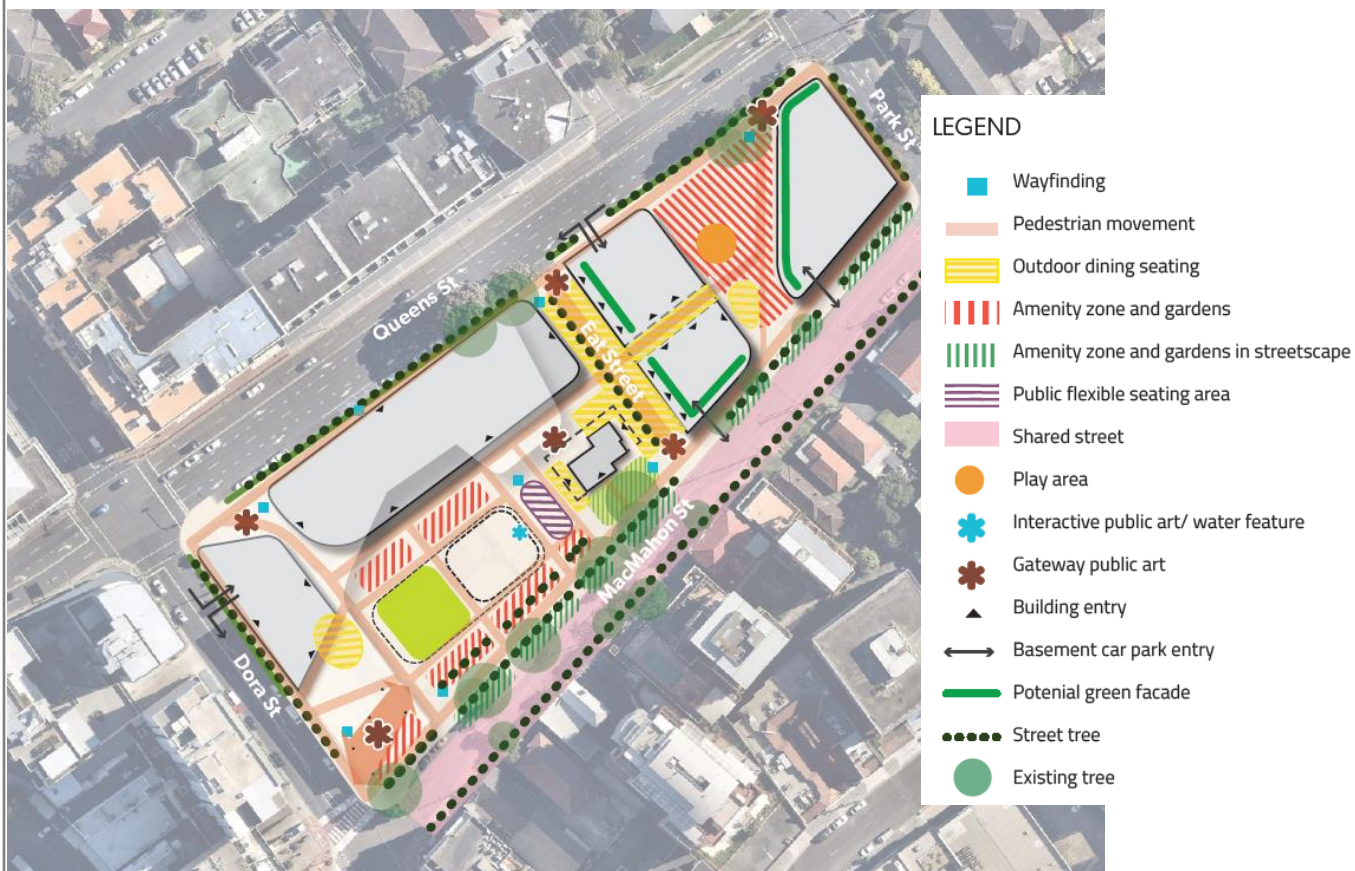 Park St
Queens St
Eat Street
MacMahon St
Dora St
LEGEND
Wayfinding
Pedestrian movement
Outdoor dining seating
Amenity zone and gardens
Amenity zone and gardens in streetscape
Public flexible seating area
Shared street
Play area
Interactive public art/ water feature
Gateway public art
Building entry
Basement car park entry
Potenial green facade
Street tree
Existing tree